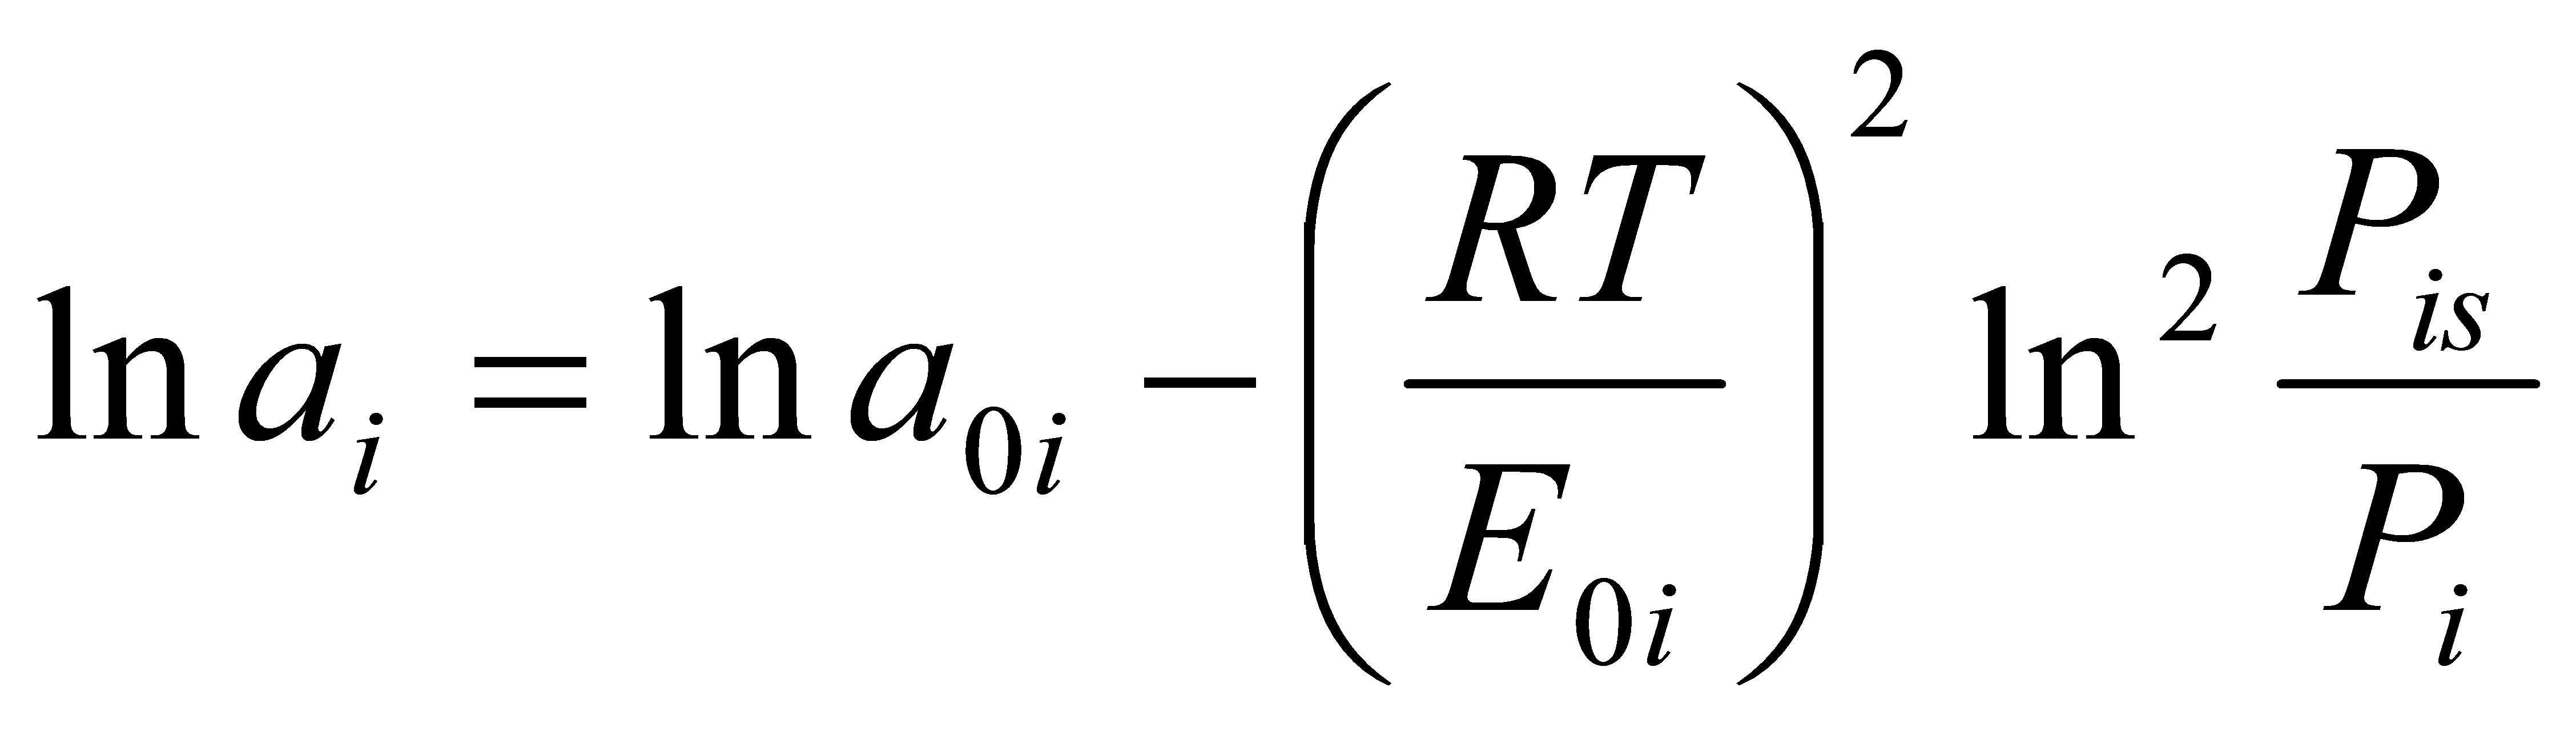 ln a_i = ln a_{0i} − (RT / E_{0i})^2 ln^2 P_{is} / P_i